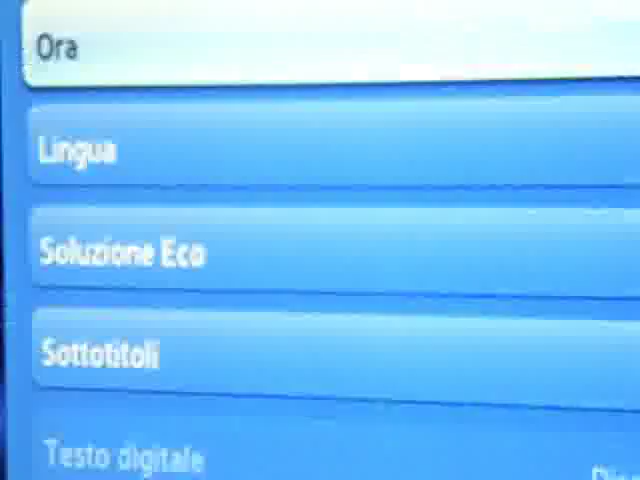 Ora
Lingua
Soluzione Eco
Sottotitoli
Testo digitale